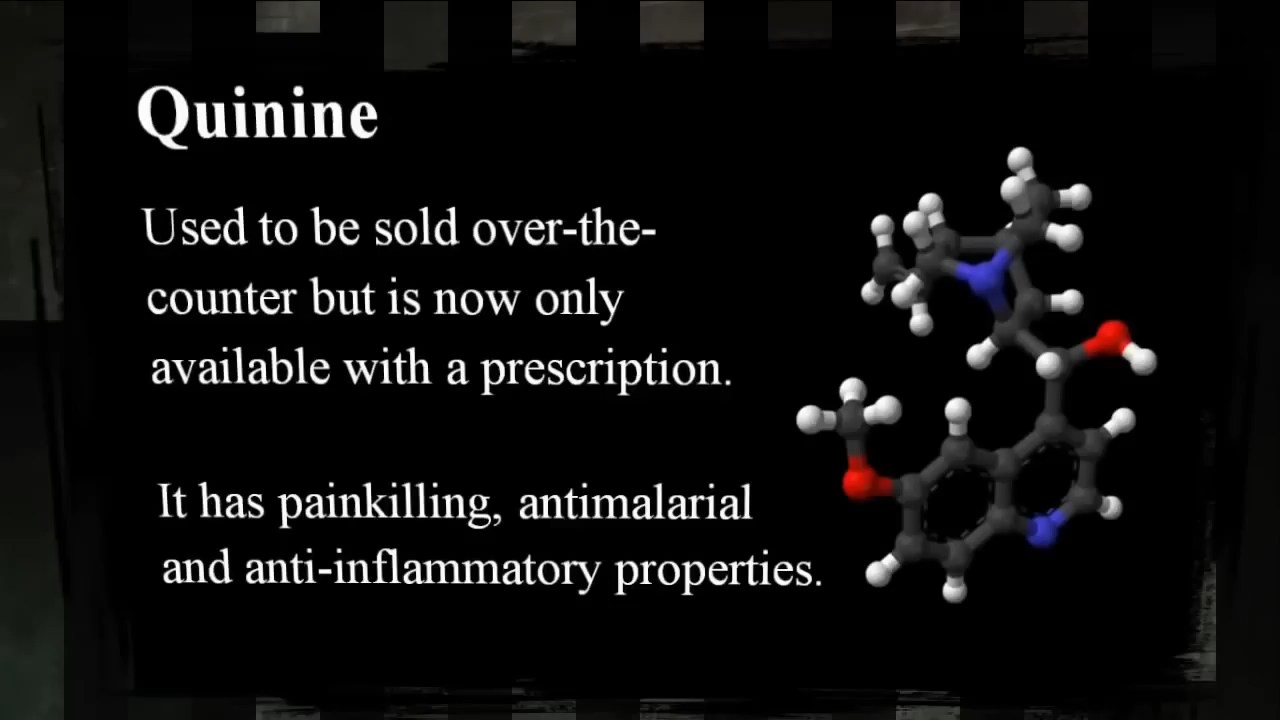 Quinine
Used to be sold over-the-
counter but is now only
available with a prescription.
It has painkilling, antimalarial
and anti-inflammatory properties.